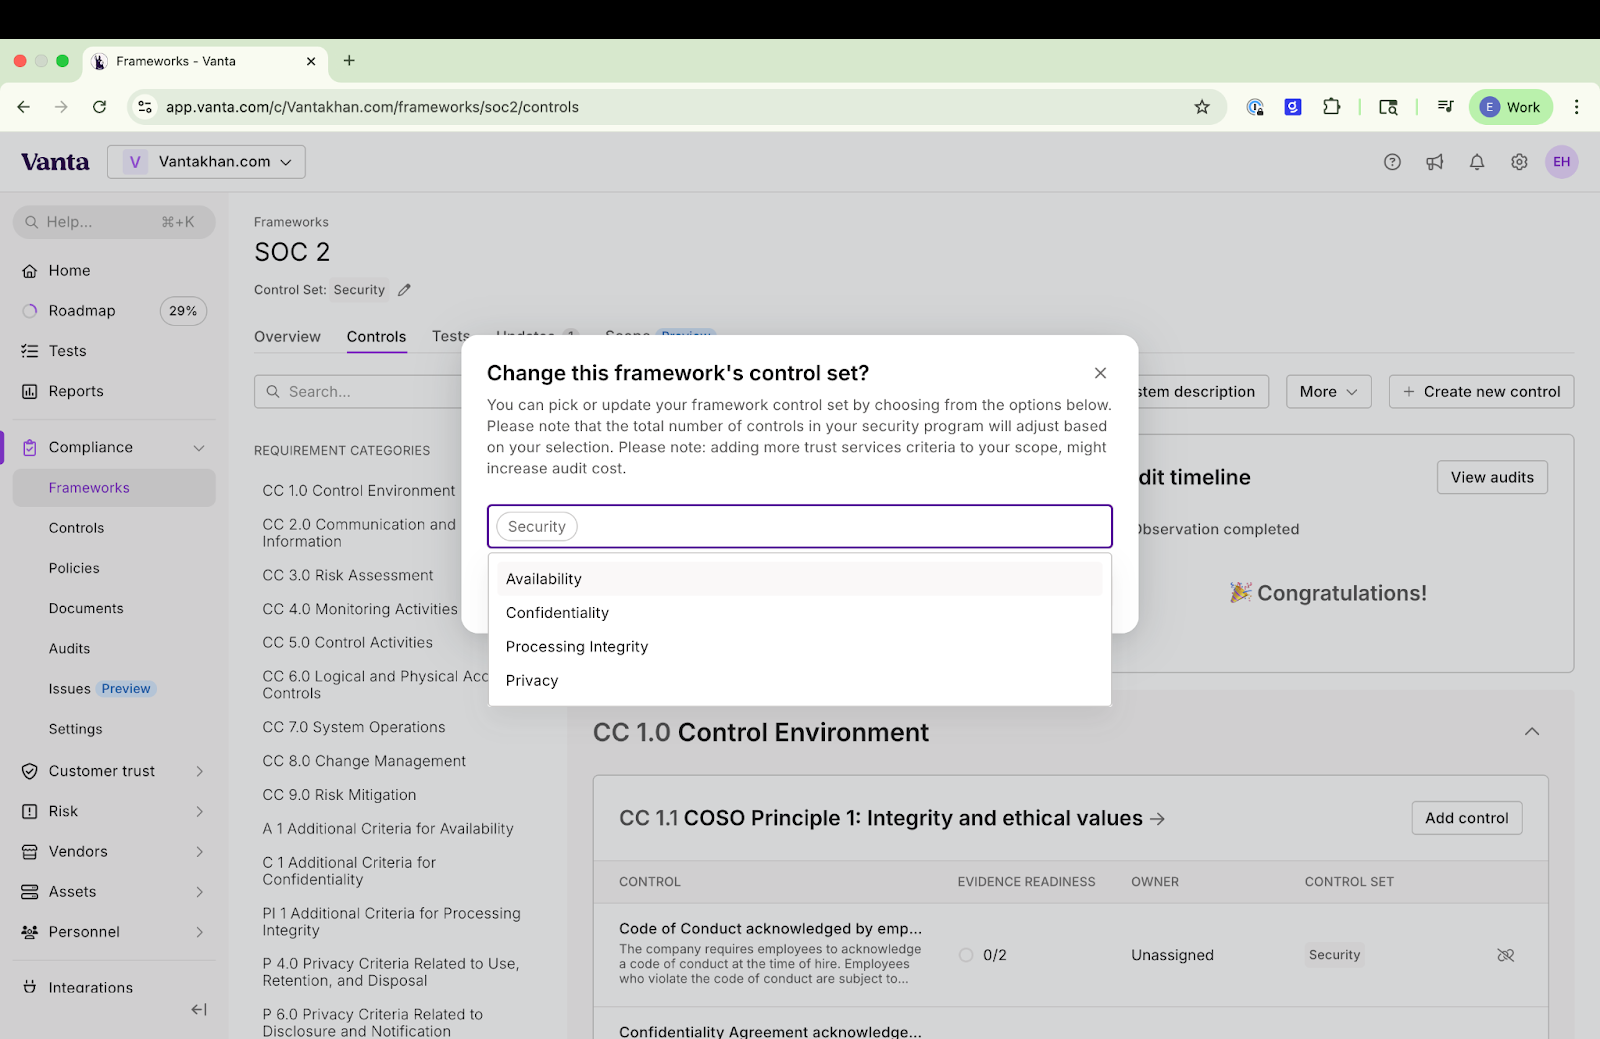 Frameworks - Vanta
app.vanta.com/c/Vantakhan.com/frameworks/soc2/controls
E Work
Vanta
V Vantakhan.com
EH
Help... ⌘+K
Home
Roadmap 29%
Tests
Reports
Compliance
Frameworks
Controls
Policies
Documents
Audits
Issues Preview
Settings
Customer trust
Risk
Vendors
Assets
Personnel
Integrations
Frameworks
SOC 2
Control Set: Security
Overview Controls Tests Updates 1 Scope Preview
Search...
stem description
More
+ Create new control
REQUIREMENT CATEGORIES
CC 1.0 Control Environment
CC 2.0 Communication and
Information
CC 3.0 Risk Assessment
CC 4.0 Monitoring Activities
CC 5.0 Control Activities
CC 6.0 Logical and Physical Acc
Controls
CC 7.0 System Operations
CC 8.0 Change Management
CC 9.0 Risk Mitigation
A 1 Additional Criteria for Availability
C 1 Additional Criteria for
Confidentiality
PI 1 Additional Criteria for Processing
Integrity
P 4.0 Privacy Criteria Related to Use,
Retention, and Disposal
P 6.0 Privacy Criteria Related to
Disclosure and Notification
Change this framework's control set?
You can pick or update your framework control set by choosing from the options below.
Please note that the total number of controls in your security program will adjust based
on your selection. Please note: adding more trust services criteria to your scope, might
increase audit cost.
Security
Availability
Confidentiality
Processing Integrity
Privacy
dit timeline
View audits
Observation completed
🎉 Congratulations!
CC 1.0 Control Environment
CC 1.1 COSO Principle 1: Integrity and ethical values →
Add control
CONTROL EVIDENCE READINESS OWNER CONTROL SET
Code of Conduct acknowledged by emp...
The company requires employees to acknowledge
a code of conduct at the time of hire. Employees
who violate the code of conduct are subject to...
0/2
Unassigned
Security
Confidentiality Agreement acknowledge...